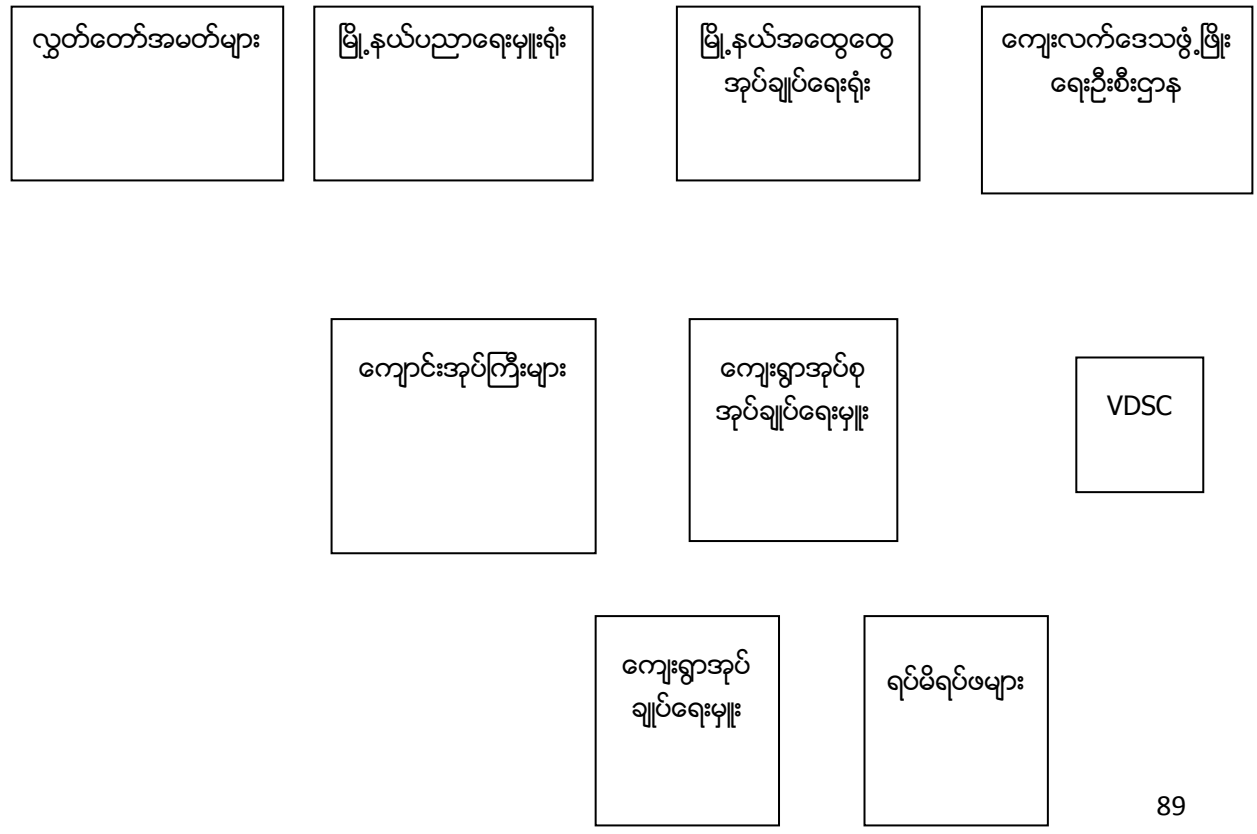 လွှတ်တော်အမတ်များ
မြို့နယ်ပညာရေးမှူးရုံး
မြို့နယ်အထွေထွေ
အုပ်ချုပ်ရေးရုံး
ကျေးလက်ဒေသဖွံ့ဖြိုး
ရေးဦးစီးဌာန
ကျောင်းအုပ်ကြီးများ
ကျေးရွာအုပ်စု
အုပ်ချုပ်ရေးမှူး
VDSC
ကျေးရွာအုပ်
ချုပ်ရေးမှူး
ရပ်မိရပ်ဖများ
89